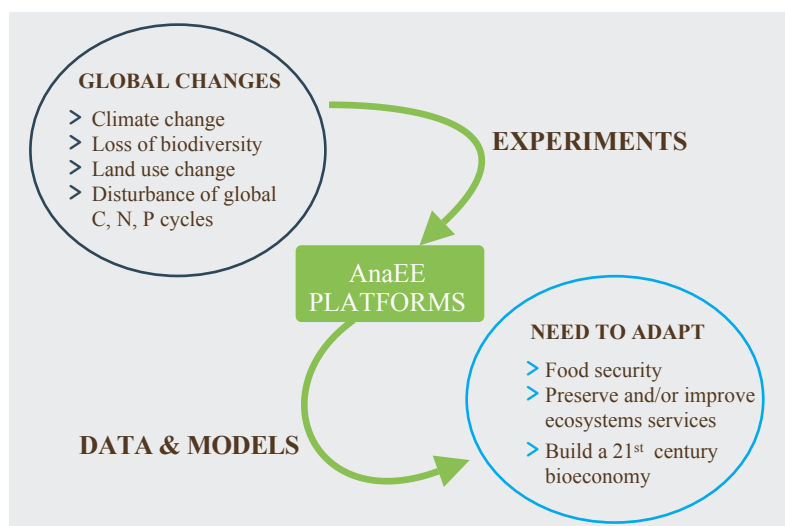 GLOBAL CHANGES
> Climate change
> Loss of biodiversity
> Land use change
> Disturbance of global
C, N, P cycles
EXPERIMENTS
AnaEE
PLATFORMS
NEED TO ADAPT
> Food security
> Preserve and/or improve
ecosystems services
> Build a 21st century
bioeconomy
DATA & MODELS